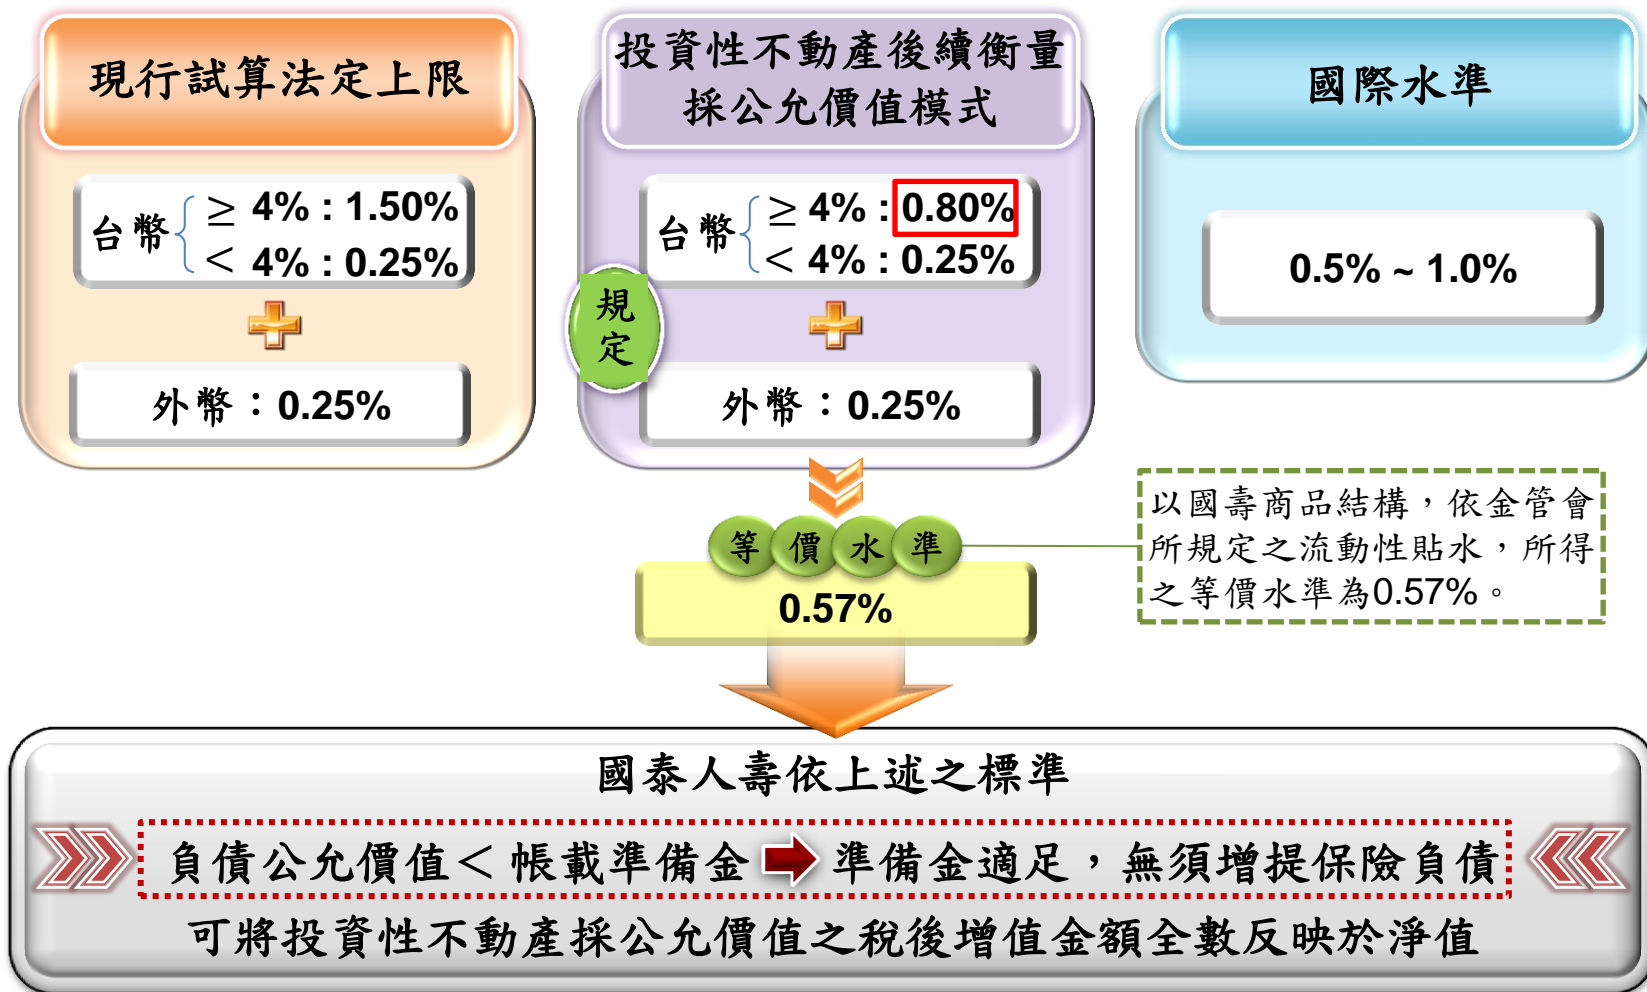 現行試算法定上限
台幣
≥ 4% : 1.50%
< 4% : 0.25%
外幣：0.25%
投資性不動產後續衡量
採公允價值模式
規定
台幣
≥ 4% : 0.80%
< 4% : 0.25%
外幣：0.25%
國際水準
0.5% ~ 1.0%
等價水準
0.57%
以國壽商品結構，依金管會
所規定之流動性貼水，所得
之等價水準為0.57%。
國泰人壽依上述之標準
負債公允價值＜帳載準備金 準備金適足，無須增提保險負債
可將投資性不動產採公允價值之稅後增值金額全數反映於淨值